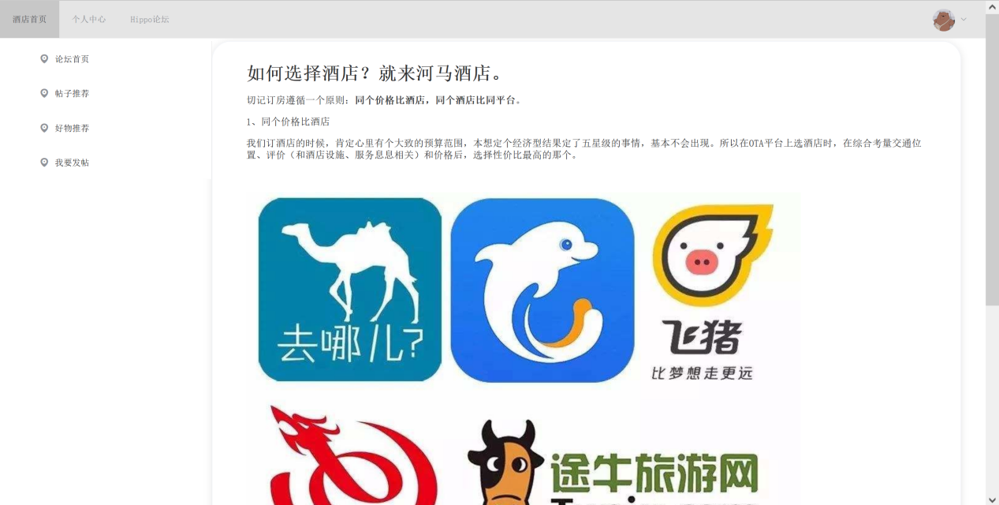 酒店首页
个人中心
Hippo论坛
论坛首页
帖子推荐
好物推荐
我要发帖
如何选择酒店？就来河马酒店。
切记订房遵循一个原则：同个价格比酒店，同个酒店比同平台。
1、同个价格比酒店
我们订酒店的时候，肯定心里有个大致的预算范围，本想定个经济型结果定了五星级的事情，基本不会出现。所以在OTA平台上选酒店时，在综合考量交通位
置、评价（和酒店设施、服务息息相关）和价格后，选择性价比最高的那个。
去哪儿?
飞猪
比梦想走更远
途牛旅游网